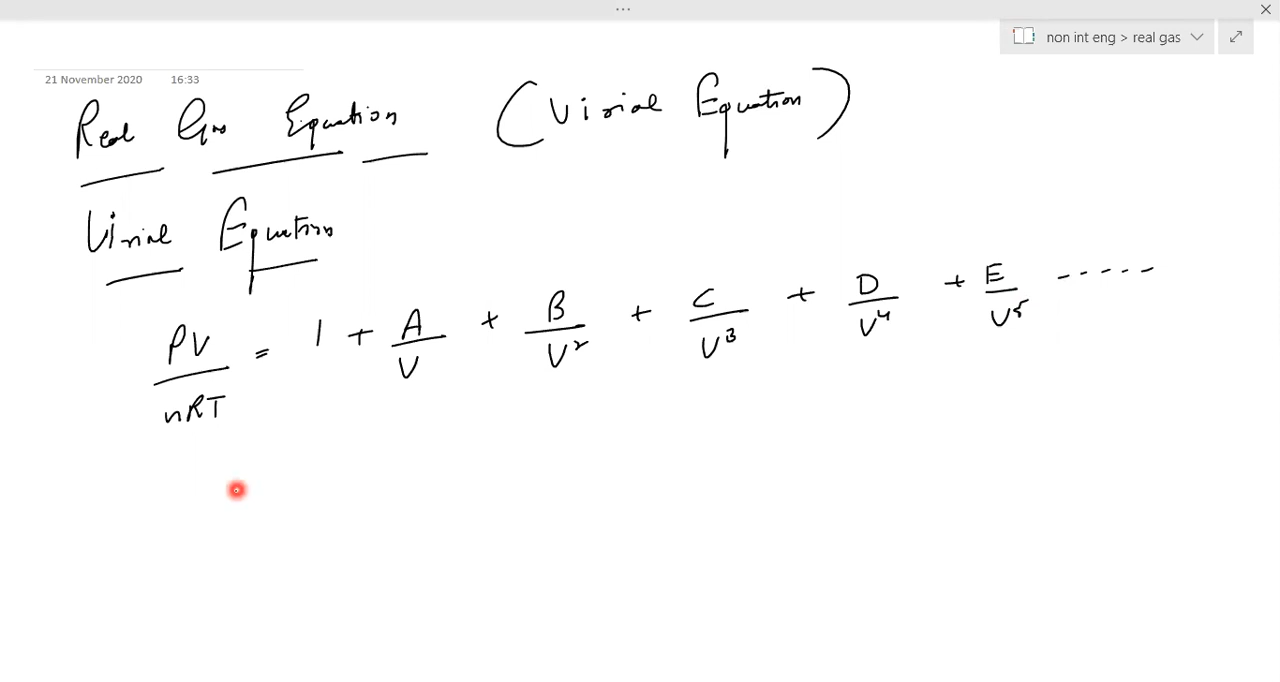 non int eng > real gas
21 November 2020 16:33
Real Gas Equation (Virial Equation)
Virial Equation
PV/nRT = 1 + A/V + B/V² + C/V³ + D/V⁴ + E/V⁵ -----